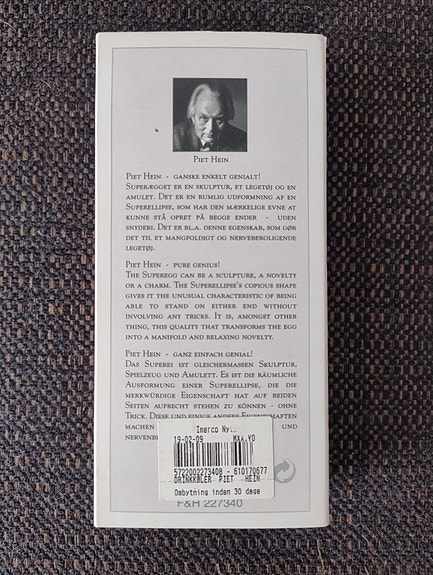 Piet Hein
Piet Hein - ganske enkelt genialt!
Superægget er en skulptur, et legetøj og en
amulet. Det er en rumlig udformning af en
superellipse, som har den mærkelige evne at
kunne stå opret på begge ender - uden
snyderi. Det er bl.a. denne egenskab, som gør
det til et mangfoldigt og nerveberoligende
legetøj.
Piet Hein - pure genius!
The Superegg can be a sculpture, a novelty
or a charm. The Superellipse's copious shape
gives it the unusual characteristic of being
able to stand on either end without
involving any tricks. It is, amongst other
thing, this quality that transforms the egg
into a manifold and relaxing novelty.
Piet Hein - ganz einfach genial!
Das Superei ist gleichermassen Skulptur,
Spielzeug und Amulett. Es ist die räumliche
Ausformung einer Superellipse, die die
merkwürdige Eigenschaft hat auf beiden
Seiten aufrecht stehen zu können - ohne
Trick. Diese und einige andere Eigenschaften
machen und
nervenbe
Imerco Ny
19-02-09 MXX.YD
5722002273408 - 610170677
DRINKKØLER PIET HEIN
Ombytning inden 30 dage
F&H 227340